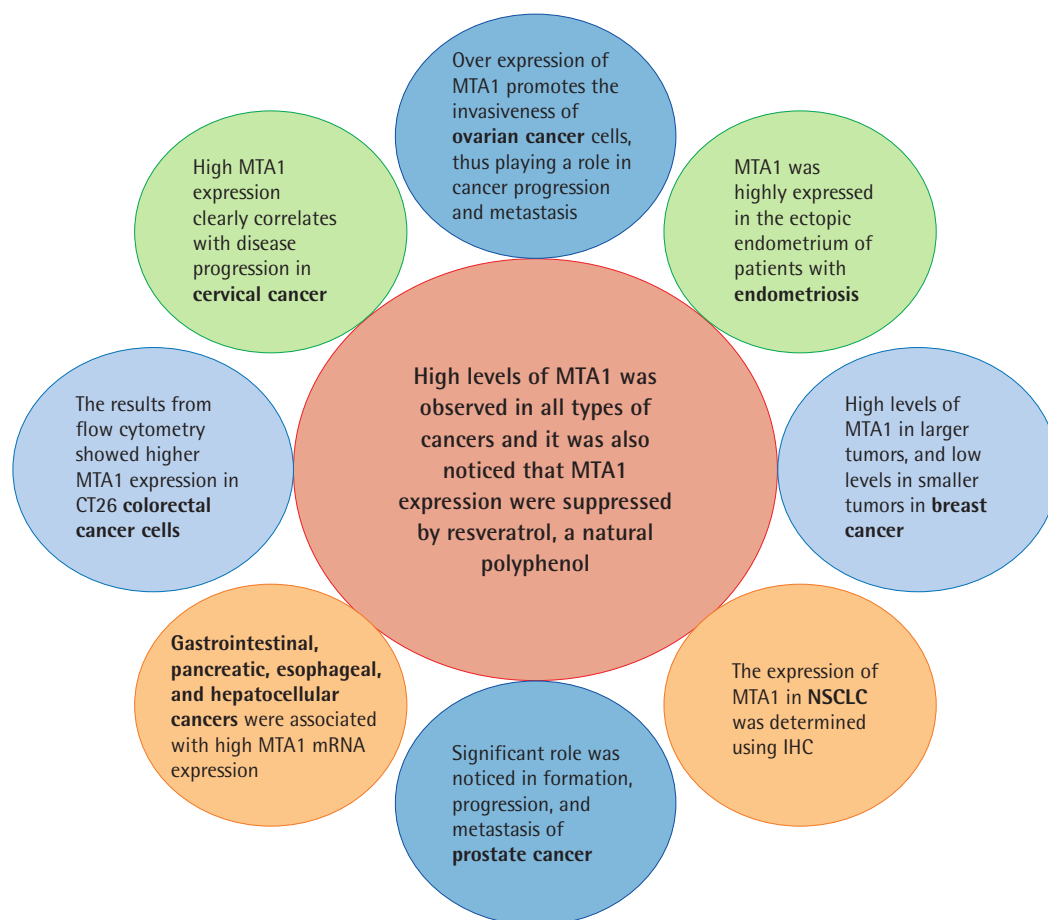 Over expression of
MTA1 promotes the
invasiveness of
ovarian cancer cells,
thus playing a role in
cancer progression
and metastasis
High MTA1
expression
clearly correlates
with disease
progression in
cervical cancer
MTA1 was
highly expressed
in the ectopic
endometrium of
patients with
endometriosis
The results from
flow cytometry
showed higher
MTA1 expression in
CT26 colorectal
cancer cells
High levels of MTA1 was
observed in all types of
cancers and it was also
noticed that MTA1
expression were suppressed
by resveratrol, a natural
polyphenol
High levels of
MTA1 in larger
tumors, and low
levels in smaller
tumors in breast
cancer
Gastrointestinal,
pancreatic, esophageal,
and hepatocellular
cancers were associated
with high MTA1 mRNA
expression
The expression of
MTA1 in NSCLC
was determined
using IHC
Significant role was
noticed in formation,
progression, and
metastasis of
prostate cancer